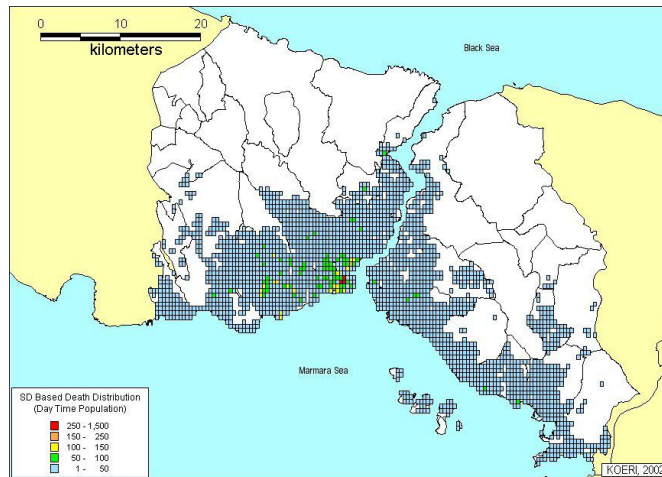 0 10 20
kilometers
Black Sea
Marmara Sea
SD Based Death Distribution
(Day Time Population)
250 - 1,500
150 - 250
100 - 150
50 - 100
1 - 50
KOERI, 2002